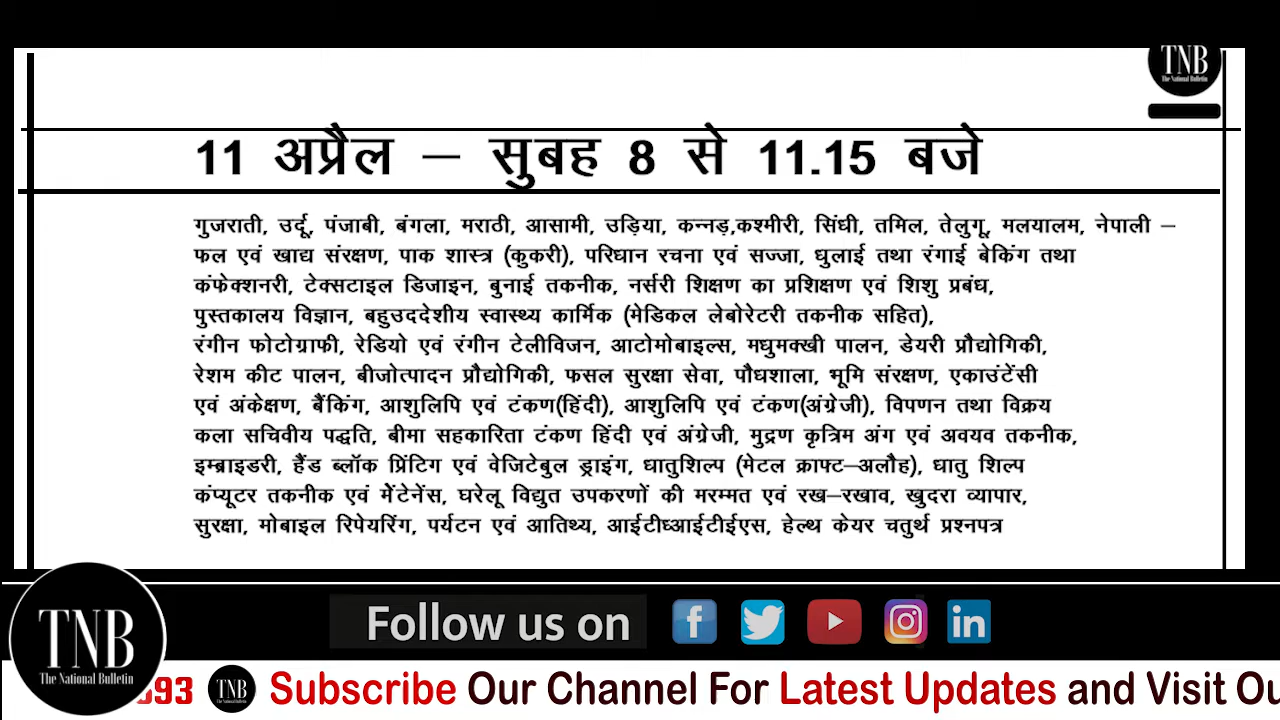 TNB
The National Bulletin
11 अप्रैल – सुबह 8 से 11.15 बजे
गुजराती, उर्दू, पंजाबी, बंगला, मराठी, आसामी, उड़िया, कन्नड़,कश्मीरी, सिंधी, तमिल, तेलुगू, मलयालम, नेपाली –
फल एवं खाद्य संरक्षण, पाक शास्त्र (कुकरी), परिधान रचना एवं सज्जा, धुलाई तथा रंगाई बेकिंग तथा
कंफेक्शनरी, टेक्सटाइल डिजाइन, बुनाई तकनीक, नर्सरी शिक्षण का प्रशिक्षण एवं शिशु प्रबंध,
पुस्तकालय विज्ञान, बहुउददेशीय स्वास्थ्य कार्मिक (मेडिकल लेबोरेटरी तकनीक सहित),
रंगीन फोटोग्राफी, रेडियो एवं रंगीन टेलीविजन, आटोमोबाइल्स, मधुमक्खी पालन, डेयरी प्रौद्योगिकी,
रेशम कीट पालन, बीजोत्पादन प्रौद्योगिकी, फसल सुरक्षा सेवा, पौधशाला, भूमि संरक्षण, एकाउंटेंसी
एवं अंकेक्षण, बैंकिंग, आशुलिपि एवं टंकण(हिंदी), आशुलिपि एवं टंकण(अंग्रेजी), विपणन तथा विक्रय
कला सचिवीय पद्धति, बीमा सहकारिता टंकण हिंदी एवं अंग्रेजी, मुद्रण कृत्रिम अंग एवं अवयव तकनीक,
इम्ब्राइडरी, हैंड ब्लॉक प्रिंटिग एवं वेजिटेबुल ड्राइंग, धातुशिल्प (मेटल क्राफ्ट–अलौह), धातु शिल्प
कंप्यूटर तकनीक एवं मेंटेनेंस, घरेलू विद्युत उपकरणों की मरम्मत एवं रख–रखाव, खुदरा व्यापार,
सुरक्षा, मोबाइल रिपेयरिंग, पर्यटन एवं आतिथ्य, आईटीध्आईटीईएस, हेल्थ केयर चतुर्थ प्रश्नपत्र
Follow us on
TNB
The National Bulletin
93 TNB Subscribe Our Channel For Latest Updates and Visit Ou